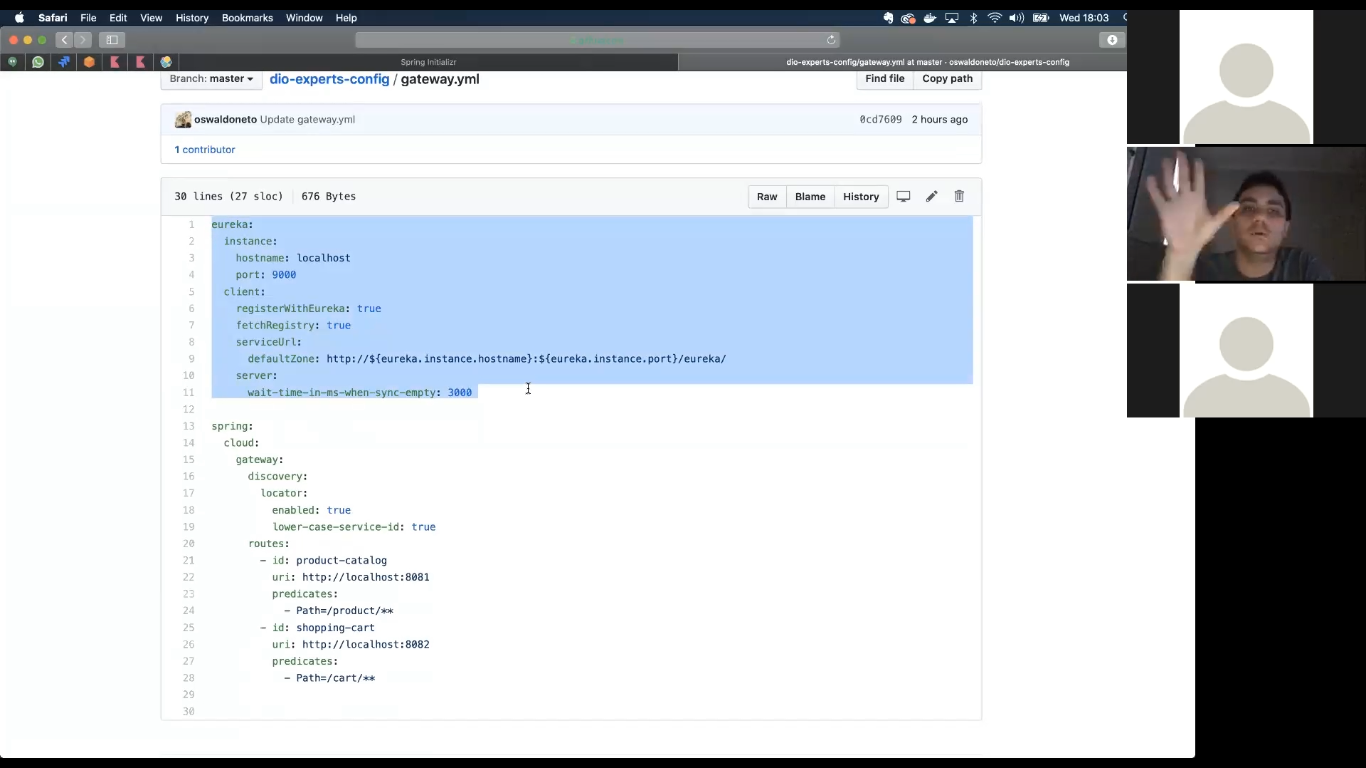 Safari File Edit View History Bookmarks Window Help Wed 18:03
Spring Initializr
dio-experts-config/gateway.yml at master · oswaldoneto/dio-experts-config
Branch: master
dio-experts-config / gateway.yml
Find file Copy path
oswaldoneto Update gateway.yml 0cd7609 2 hours ago
1 contributor
30 lines (27 sloc) 676 Bytes Raw Blame History
1 eureka:
2   instance:
3     hostname: localhost
4     port: 9000
5   client:
6     registerWithEureka: true
7     fetchRegistry: true
8     serviceUrl:
9       defaultZone: http://${eureka.instance.hostname}:${eureka.instance.port}/eureka/
10     server:
11       wait-time-in-ms-when-sync-empty: 3000
12
13 spring:
14   cloud:
15     gateway:
16       discovery:
17         locator:
18           enabled: true
19           lower-case-service-id: true
20       routes:
21         - id: product-catalog
22           uri: http://localhost:8081
23           predicates:
24             - Path=/product/**
25         - id: shopping-cart
26           uri: http://localhost:8082
27           predicates:
28             - Path=/cart/**
29
30